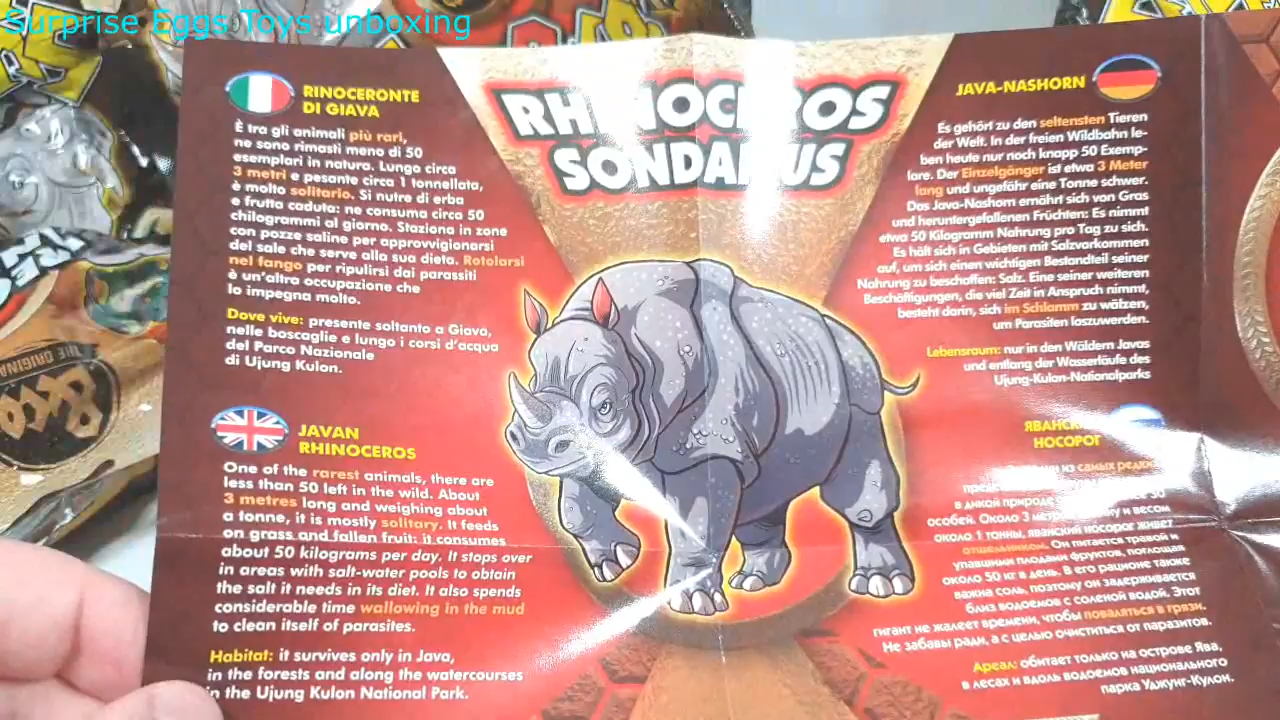 Surprise Eggs Toys unboxing
RHINOCEROS
SONDAICUS
RINOCERONTE
DI GIAVA
È tra gli animali più rari,
ne sono rimasti meno di 50
esemplari in natura. Lungo circa
3 metri e pesante circa 1 tonnellata,
è molto solitario. Si nutre di erba
e frutta caduta: ne consuma circa 50
chilogrammi al giorno. Staziona in zone
con pozze saline per approvvigionarsi
del sale che serve alla sua dieta. Rotolarsi
nel fango per ripulirsi dai parassiti
è un'altra occupazione che
lo impegna molto.
Dove vive: presente soltanto a Giava,
nelle boscaglie e lungo i corsi d'acqua
del Parco Nazionale
di Ujung Kulon.
JAVAN
RHINOCEROS
One of the rarest animals, there are
less than 50 left in the wild. About
3 metres long and weighing about
a tonne, it is mostly solitary. It feeds
on grass and fallen fruit: it consumes
about 50 kilograms per day. It stops over
in areas with salt-water pools to obtain
the salt it needs in its diet. It also spends
considerable time wallowing in the mud
to clean itself of parasites.
Habitat: it survives only in Java,
in the forests and along the watercourses
in the Ujung Kulon National Park.
JAVA-NASHORN
Es gehört zu den seltensten Tieren
der Welt. In der freien Wildbahn le-
ben heute nur noch knapp 50 Exemp-
lare. Der Einzelgänger ist etwa 3 Meter
lang und ungefähr eine Tonne schwer.
Das Java-Nashorn ernährt sich von Gras
und heruntergefallenen Früchten: Es nimmt
etwa 50 Kilogramm Nahrung pro Tag zu sich.
Es hält sich in Gebieten mit Salzvorkommen
auf, um sich einen wichtigen Bestandteil seiner
Nahrung zu beschaffen: Salz. Eine seiner weiteren
Beschäftigungen, die viel Zeit in Anspruch nimmt,
besteht darin, sich im Schlamm zu wälzen,
um Parasiten loszuwerden.
Lebensraum: nur in den Wäldern Javas
und entlang der Wasserläufe des
Ujung-Kulon-Nationalparks
ЯВАНСКИЙ
НОСОРОГ
из самых редких
в дикой природе 50
особей. Около 3 метров и весом
около 1 тонны, яванский носорог живет
отшельником. Он питается травой и
упавшими плодами фруктов, поглощая
около 50 кг в день. В его рационе также
важна соль, поэтому он задерживается
близ водоемов с соленой водой. Этот
гигант не жалеет времени, чтобы поваляться в грязи.
Не забавы ради, а с целью очиститься от паразитов.
Ареал: обитает только на острове Ява,
в лесах и вдоль водоемов национального
парка Уджунг-Кулон.
THE ORIGINAL